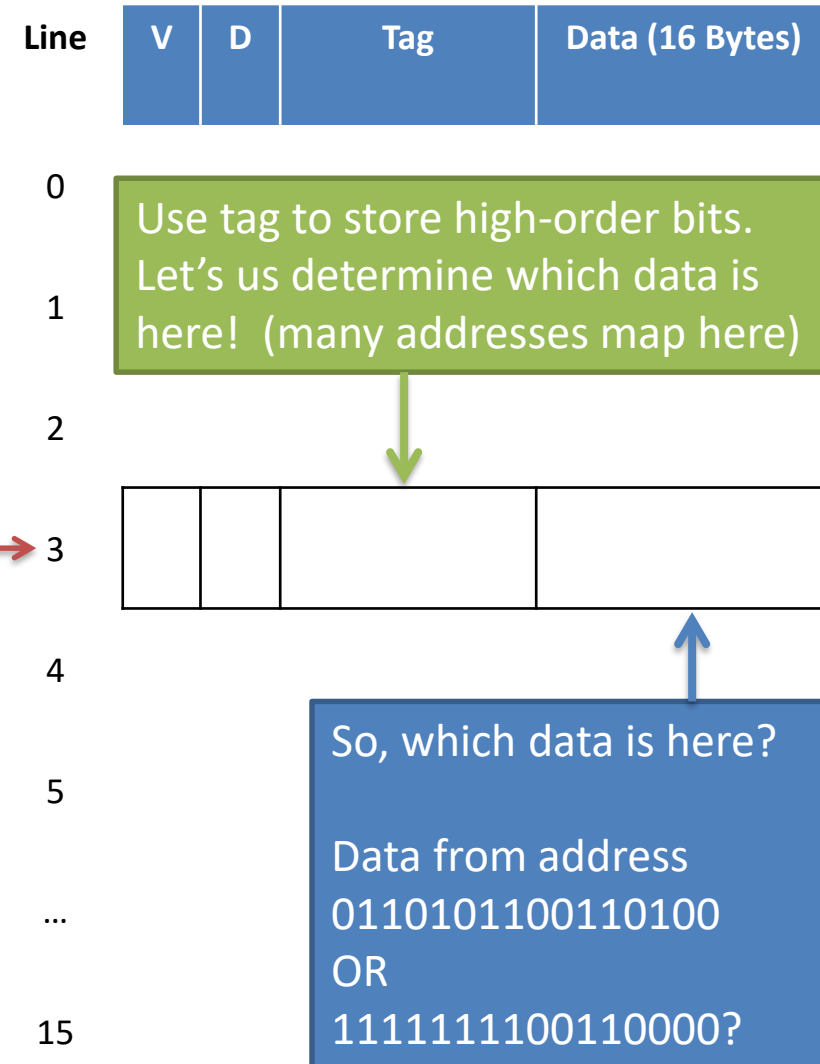 Line V D Tag Data (16 Bytes)
0
Use tag to store high-order bits.
Let’s us determine which data is
here! (many addresses map here)
1
2
3
4
So, which data is here?
5
Data from address
0110101100110100
...
OR
1111111100110000?
15